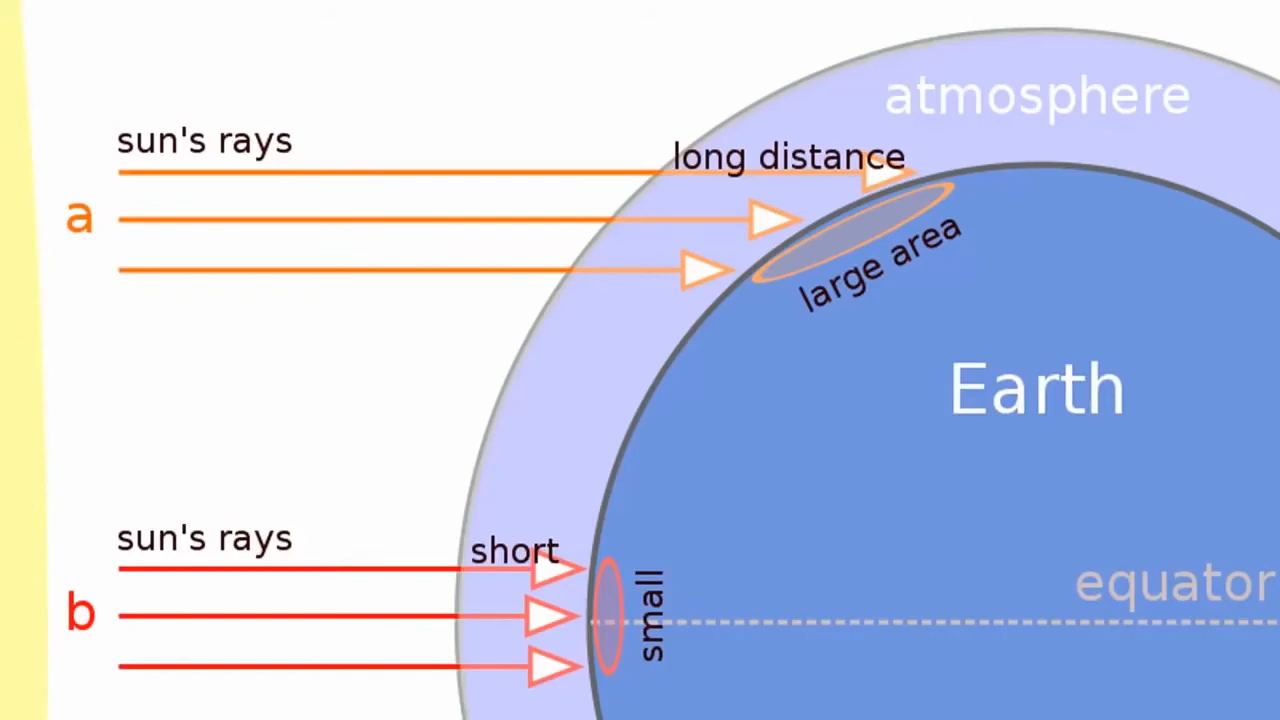 atmosphere
sun's rays
long distance
a
large area
Earth
sun's rays
short
b
small
equator